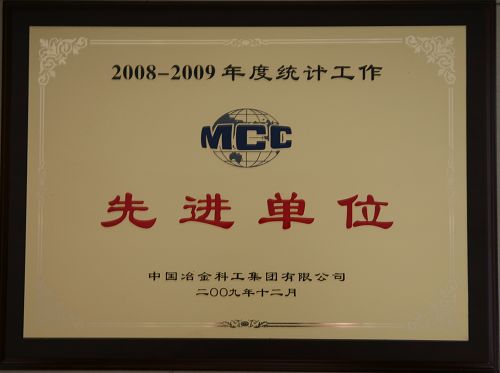 2008-2009年度统计工作
MCC
先进单位
中国冶金科工集团有限公司
二〇〇九年十二月